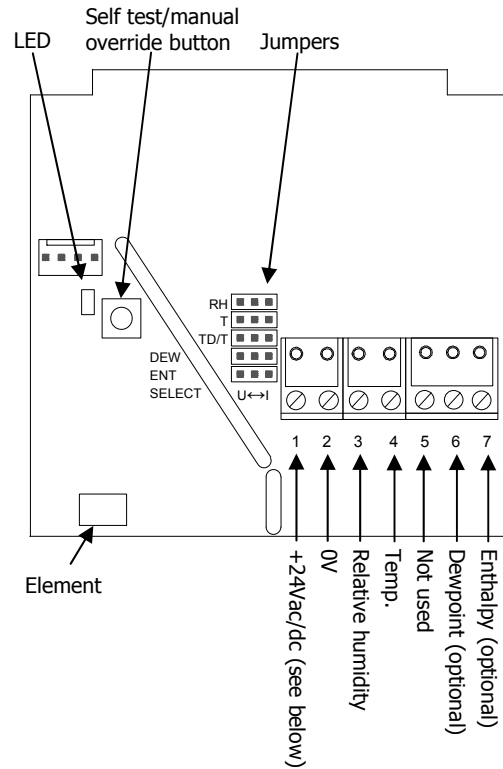 Self test/manual
override button
LED
Jumpers
RH
T
TD/T
DEW
ENT
SELECT
U↔I
1 2 3 4 5 6 7
+24Vac/dc (see below)
0V
Relative humidity
Temp.
Not used
Dewpoint (optional)
Enthalpy (optional)
Element